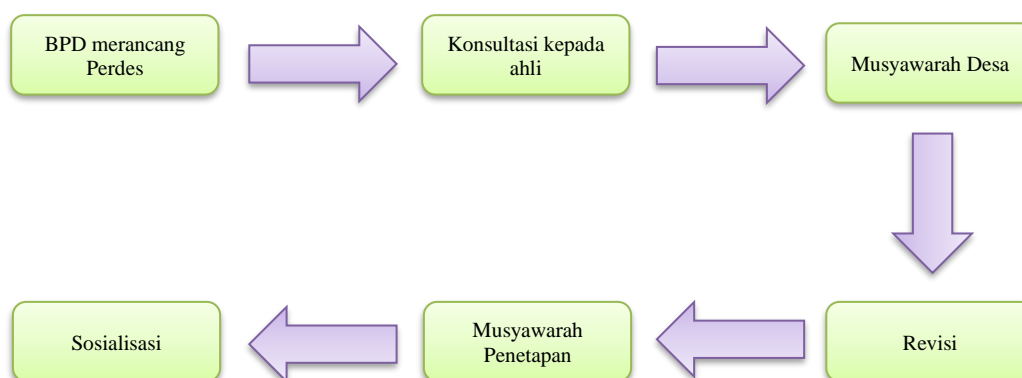 BPD merancang
Perdes
Konsultasi kepada
ahli
Musyawarah Desa
Revisi
Musyawarah
Penetapan
Sosialisasi